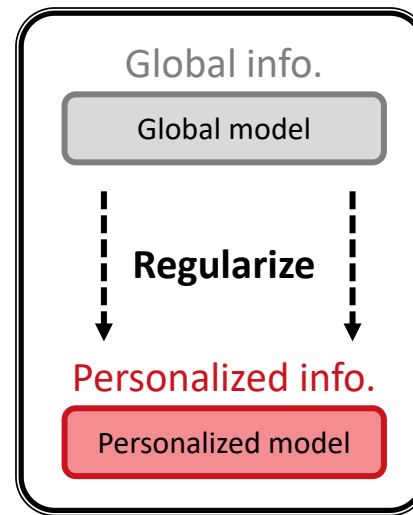 Global info.
Global model
Regularize
Personalized info.
Personalized model